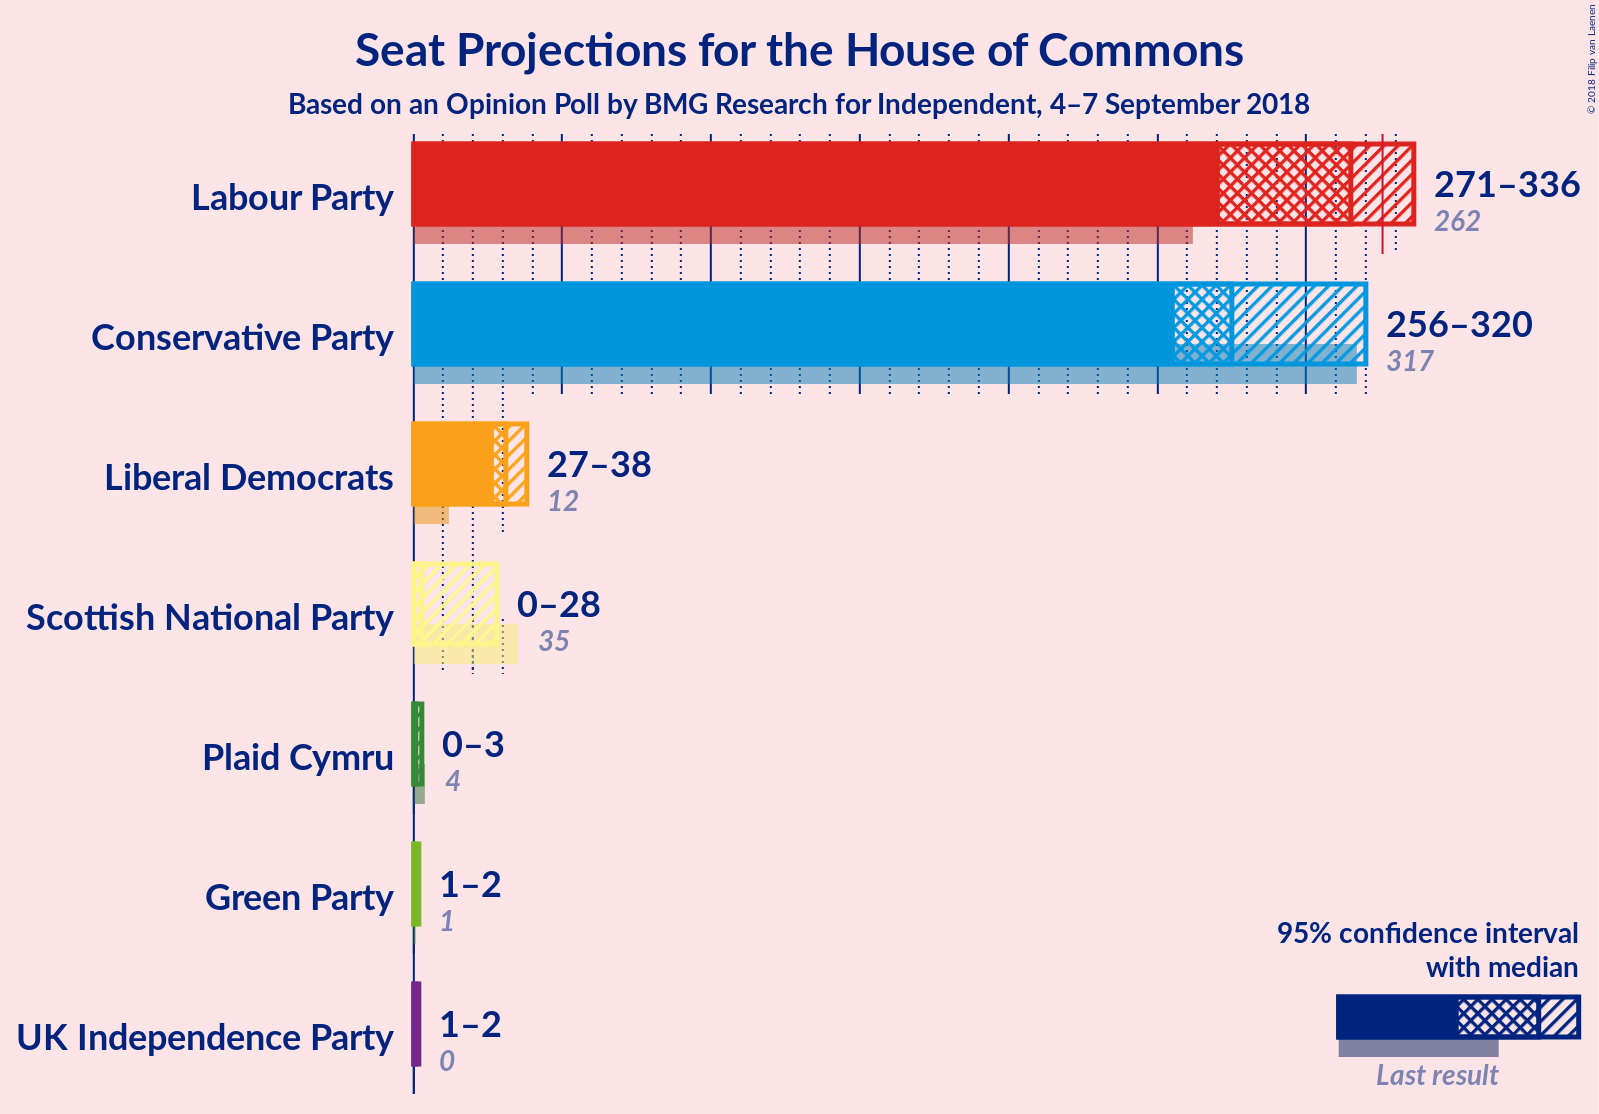 Seat Projections for the House of Commons
Based on an Opinion Poll by BMG Research for Independent, 4–7 September 2018
© 2018 Filip van Laenen
Labour Party
271–336
262
Conservative Party
256–320
317
Liberal Democrats
27–38
12
Scottish National Party
0–28
35
Plaid Cymru
0–3
4
Green Party
1–2
1
UK Independence Party
1–2
0
95% confidence interval
with median
Last result